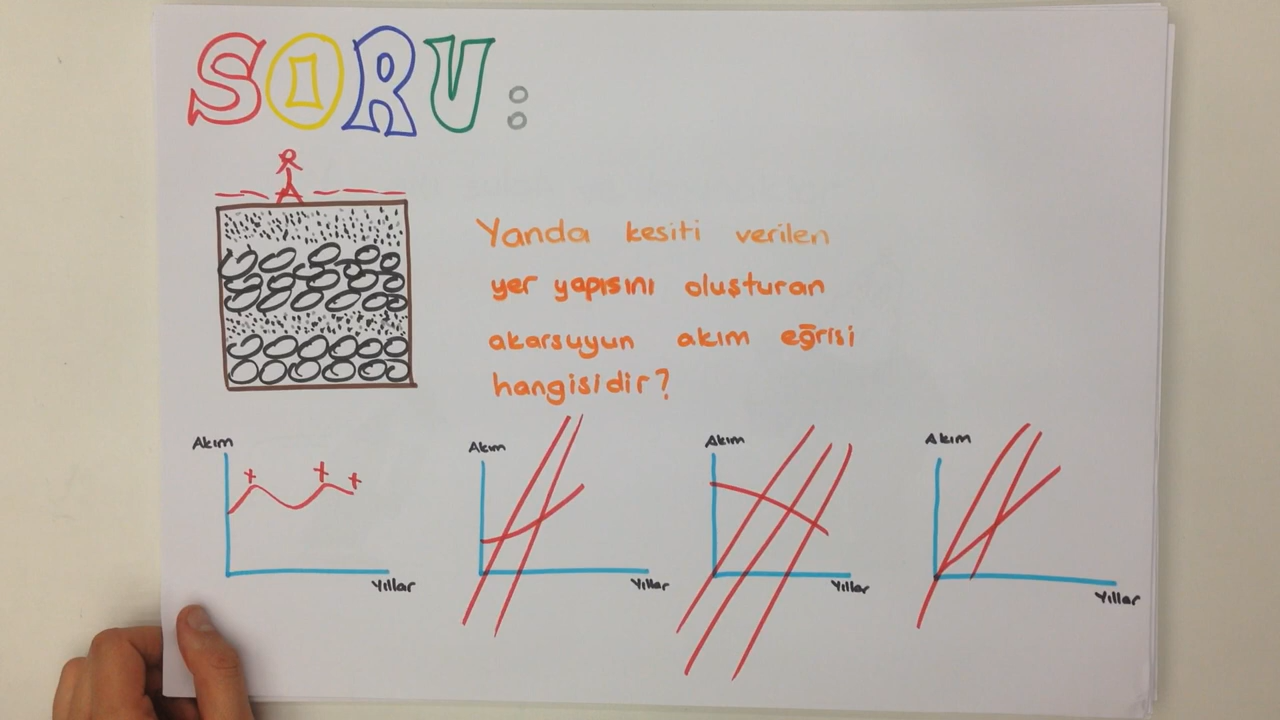 SORU:
Yanda kesiti verilen
yer yapısını oluşturan
akarsuyun akım eğrisi
hangisidir?
Akım
Yıllar
Akım
Yıllar
Akım
Yıllar
Akım
Yıllar